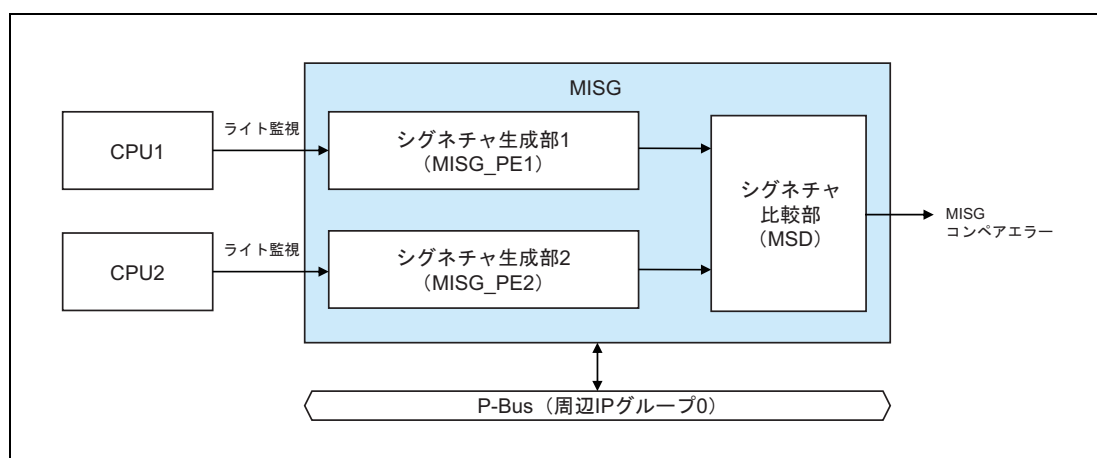 MISG
CPU1
ライト監視
シグネチャ生成部1
（MISG_PE1）
シグネチャ
比較部
（MSD）
MISG
コンペアエラー
CPU2
ライト監視
シグネチャ生成部2
（MISG_PE2）
P-Bus（周辺IPグループ0）